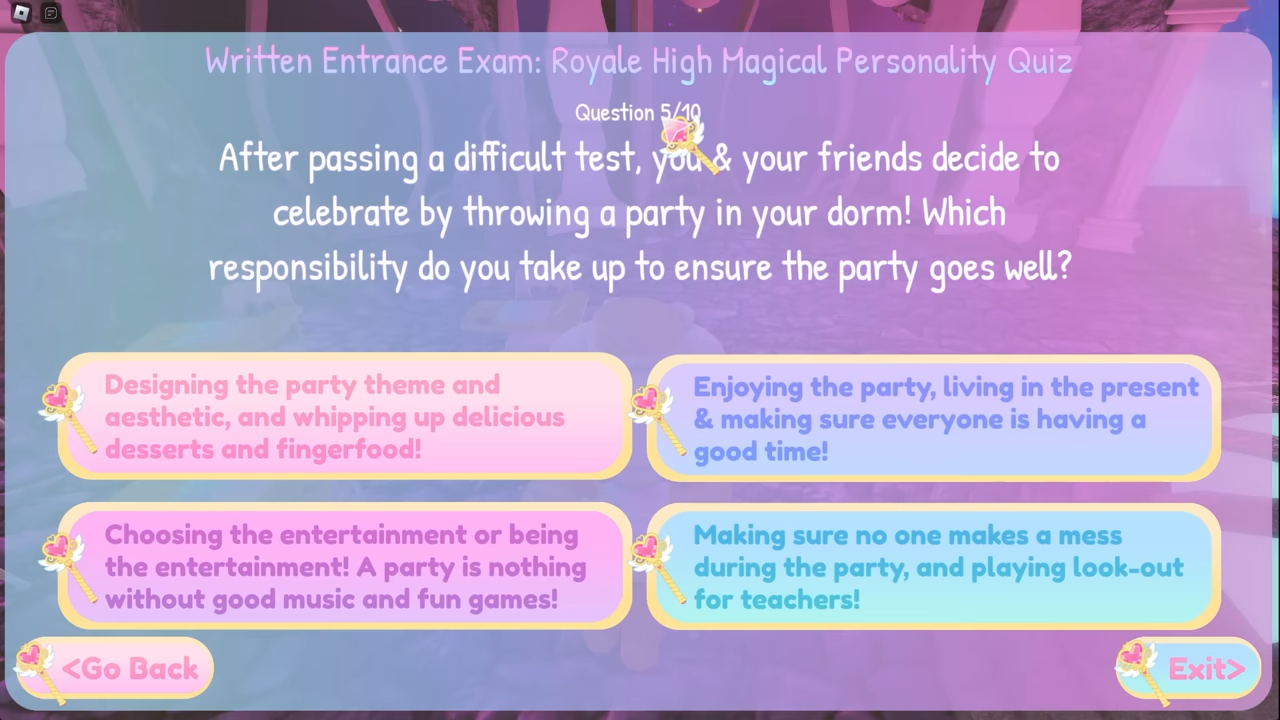 Written Entrance Exam: Royale High Magical Personality Quiz
Question 5/10
After passing a difficult test, you & your friends decide to
celebrate by throwing a party in your dorm! Which
responsibility do you take up to ensure the party goes well?
Designing the party theme and
aesthetic, and whipping up delicious
desserts and fingerfood!
Enjoying the party, living in the present
& making sure everyone is having a
good time!
Choosing the entertainment or being
the entertainment! A party is nothing
without good music and fun games!
Making sure no one makes a mess
during the party, and playing look-out
for teachers!
<Go Back
Exit>